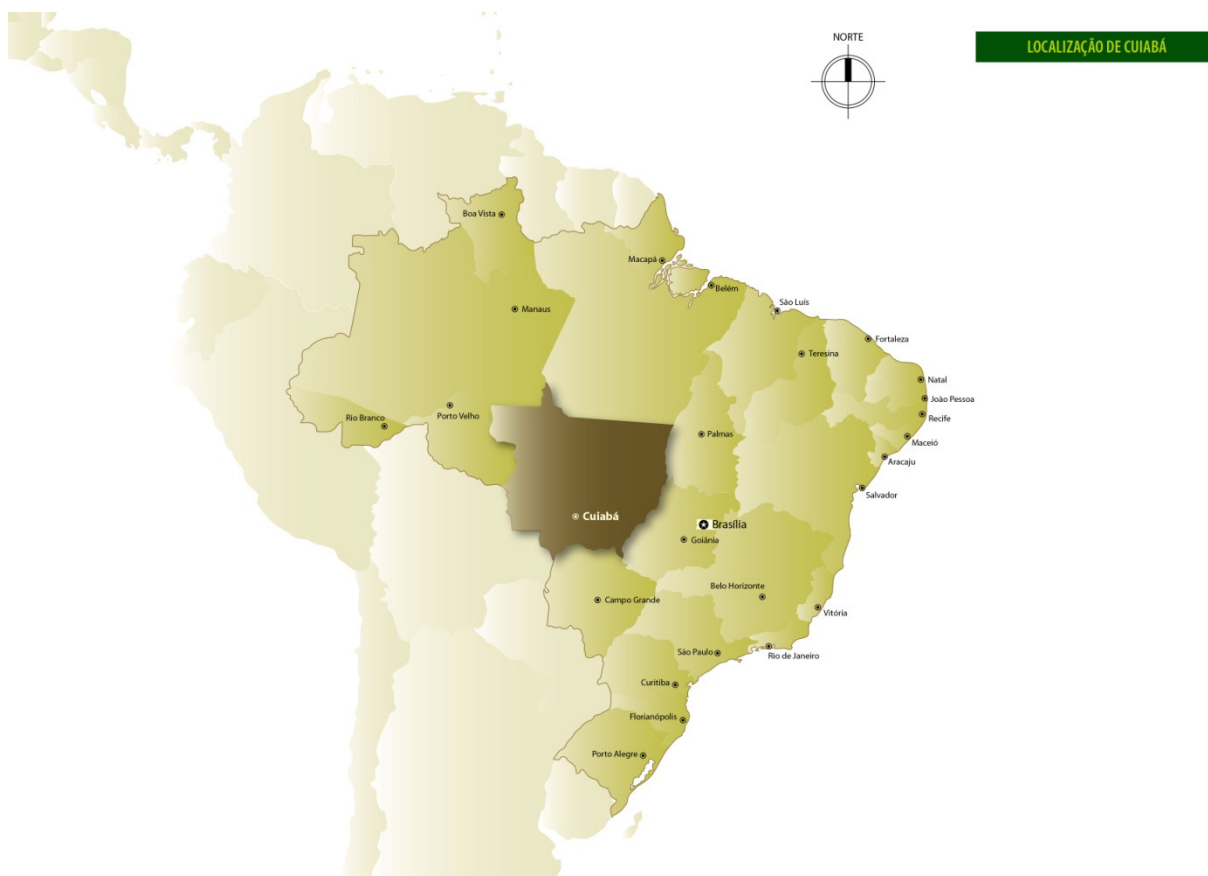 NORTE
LOCALIZAÇÃO DE CUIABÁ
Boa Vista
Macapá
Belém
São Luís
Manaus
Fortaleza
Teresina
Natal
João Pessoa
Porto Velho
Rio Branco
Recife
Palmas
Maceió
Aracaju
Salvador
Cuiabá
Brasília
Goiânia
Belo Horizonte
Campo Grande
Vitória
São Paulo
Rio de Janeiro
Curitiba
Florianópolis
Porto Alegre